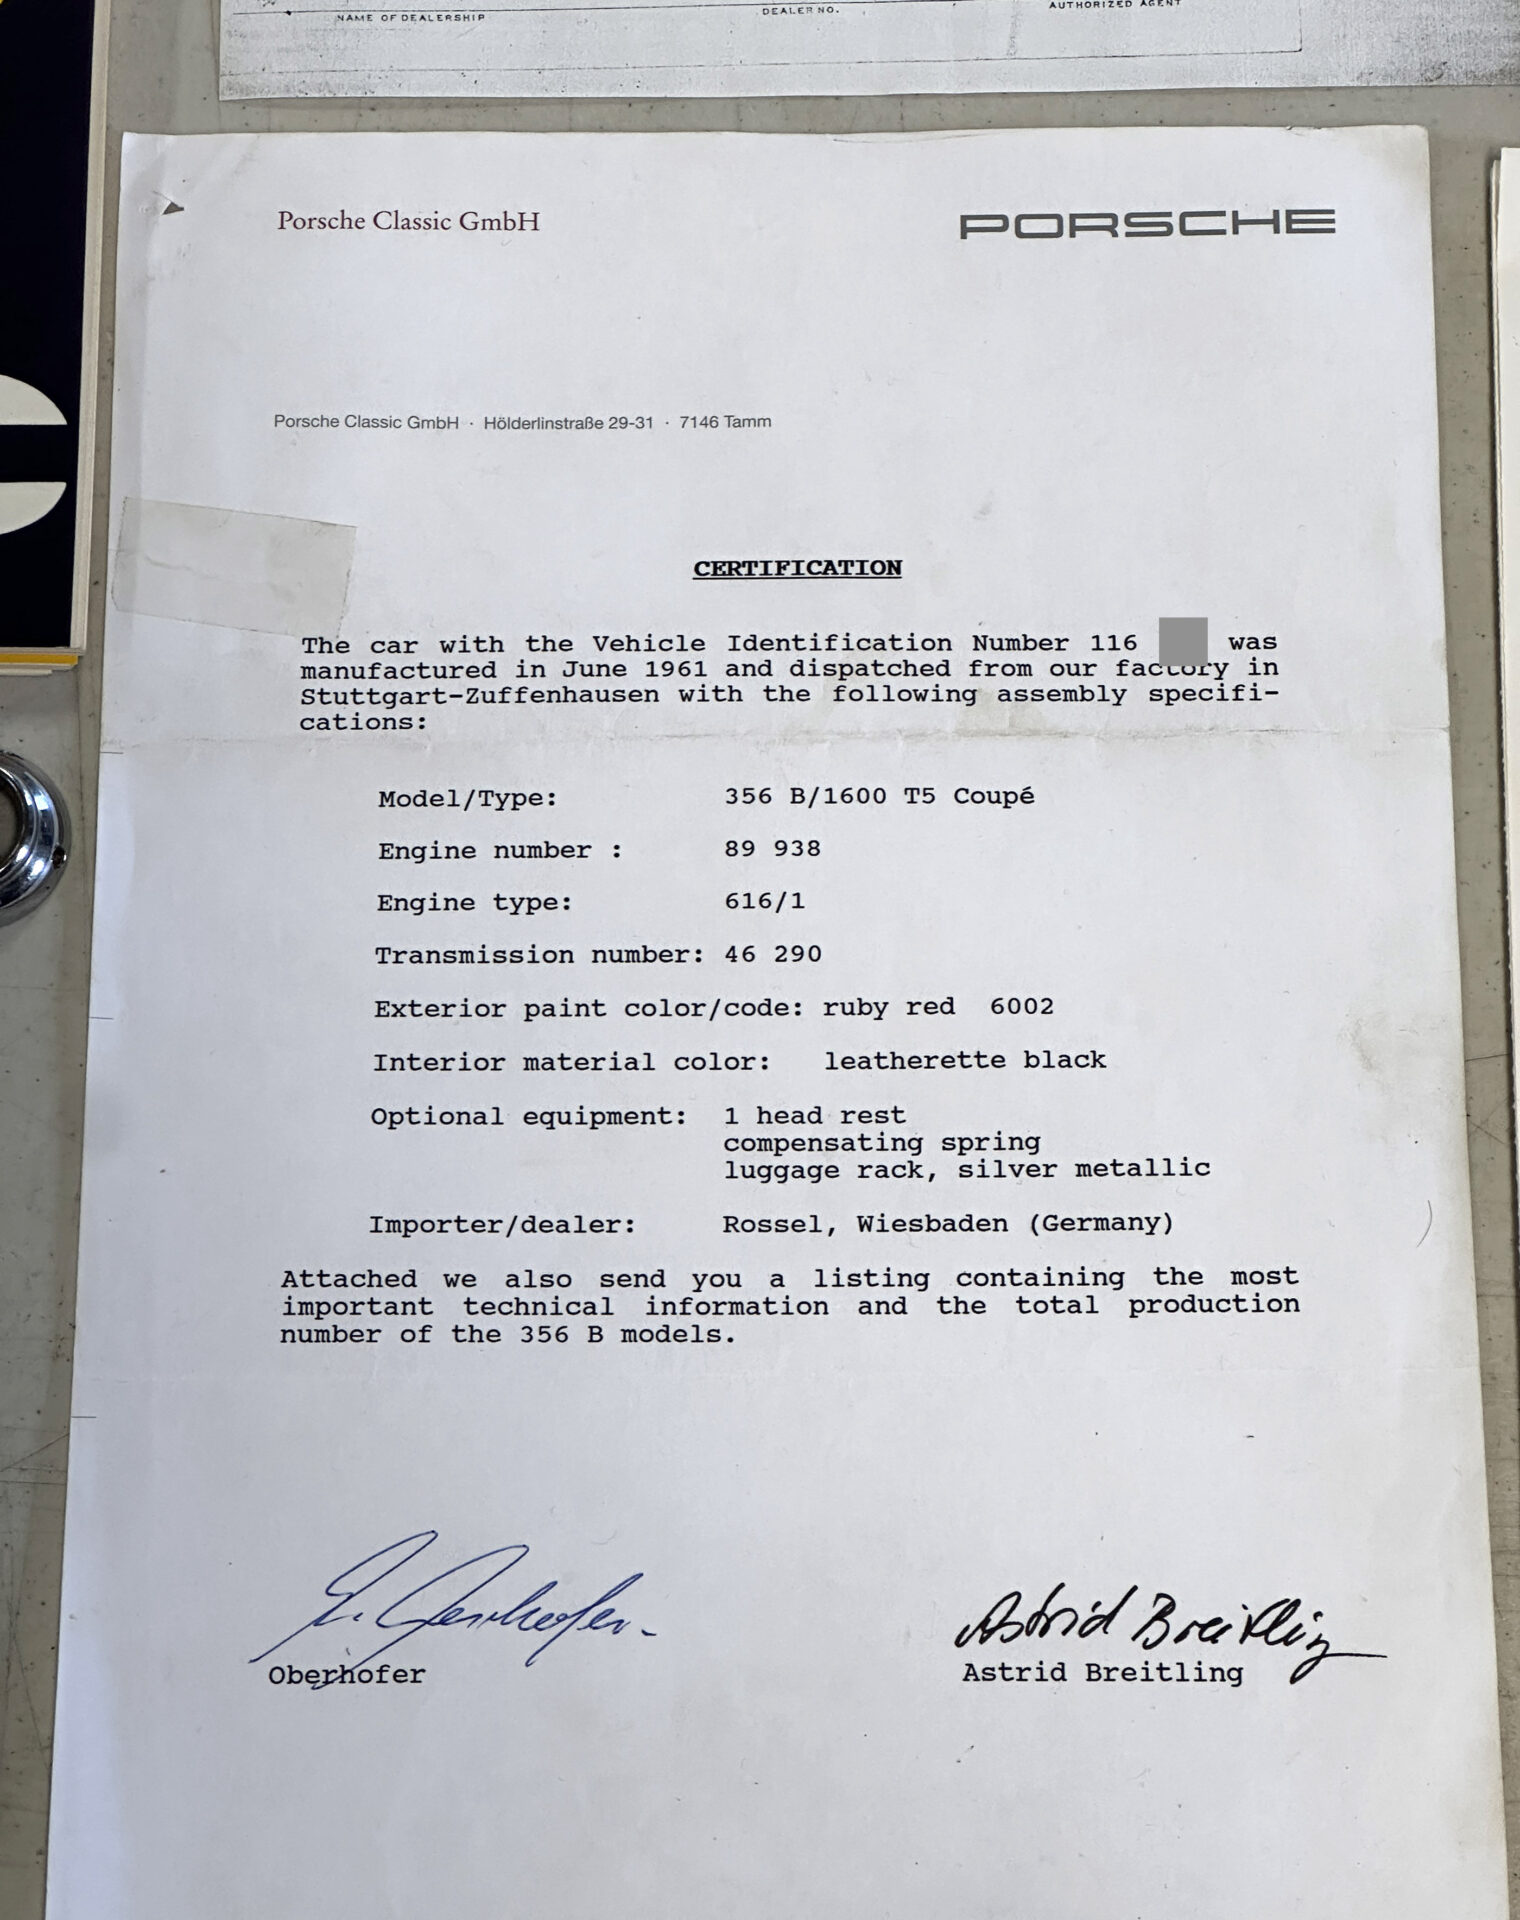 NAME OF DEALERSHIP
DEALER NO.
AUTHORIZED AGENT
Porsche Classic GmbH
PORSCHE
Porsche Classic GmbH · Hölderlinstraße 29-31 · 7146 Tamm
CERTIFICATION
The car with the Vehicle Identification Number 116 was
manufactured in June 1961 and dispatched from our factory in
Stuttgart-Zuffenhausen with the following assembly specifi-
cations:
Model/Type: 356 B/1600 T5 Coupé
Engine number : 89 938
Engine type: 616/1
Transmission number: 46 290
Exterior paint color/code: ruby red 6002
Interior material color: leatherette black
Optional equipment: 1 head rest
compensating spring
luggage rack, silver metallic
Importer/dealer: Rossel, Wiesbaden (Germany)
Attached we also send you a listing containing the most
important technical information and the total production
number of the 356 B models.
Astrid Breitling
Oberhofer
Astrid Breitling